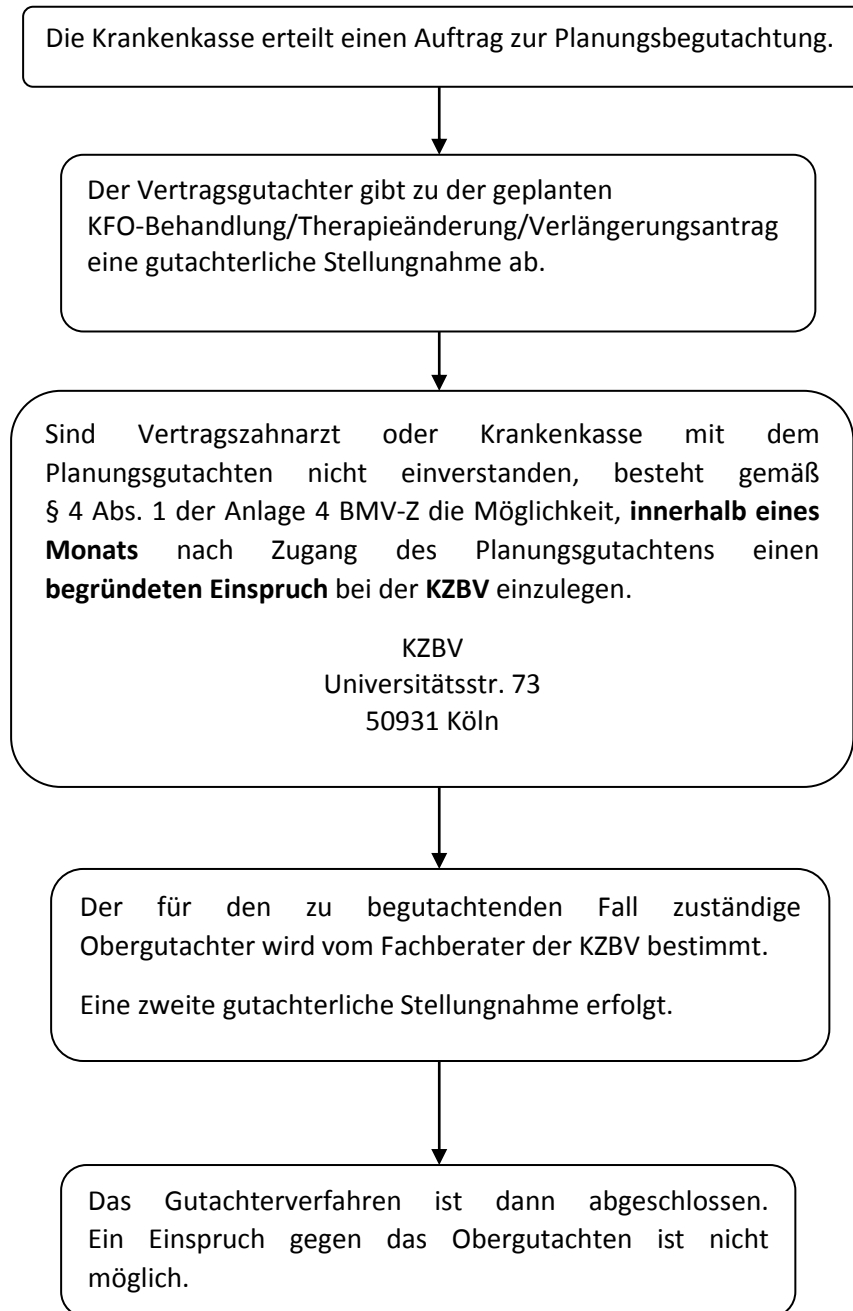 Die Krankenkasse erteilt einen Auftrag zur Planungsbegutachtung.
Der Vertragsgutachter gibt zu der geplanten
KFO-Behandlung/Therapieänderung/Verlängerungsantrag
eine gutachterliche Stellungnahme ab.
Sind Vertragszahnarzt oder Krankenkasse mit dem
Planungsgutachten nicht einverstanden, besteht gemäß
§ 4 Abs. 1 der Anlage 4 BMV-Z die Möglichkeit, innerhalb eines
Monats nach Zugang des Planungsgutachtens einen
begründeten Einspruch bei der KZBV einzulegen.
KZBV
Universitätsstr. 73
50931 Köln
Der für den zu begutachtenden Fall zuständige
Obergutachter wird vom Fachberater der KZBV bestimmt.
Eine zweite gutachterliche Stellungnahme erfolgt.
Das Gutachterverfahren ist dann abgeschlossen.
Ein Einspruch gegen das Obergutachten ist nicht
möglich.